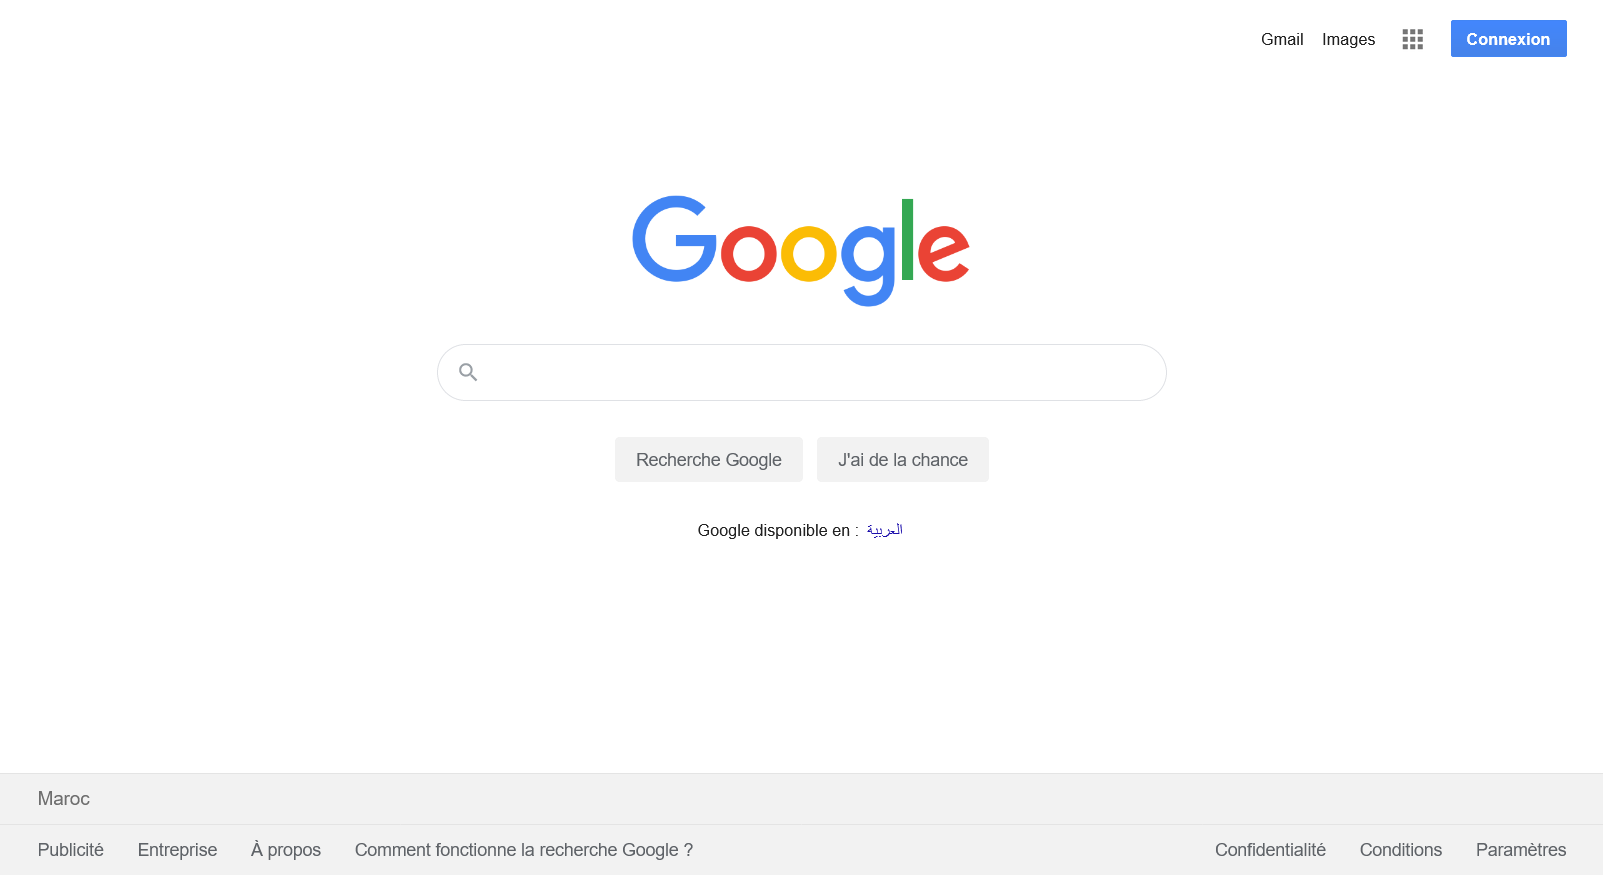 Gmail Images Connexion
Google
Recherche Google J'ai de la chance
Google disponible en : العربية
Maroc
Publicité Entreprise À propos Comment fonctionne la recherche Google ? Confidentialité Conditions Paramètres